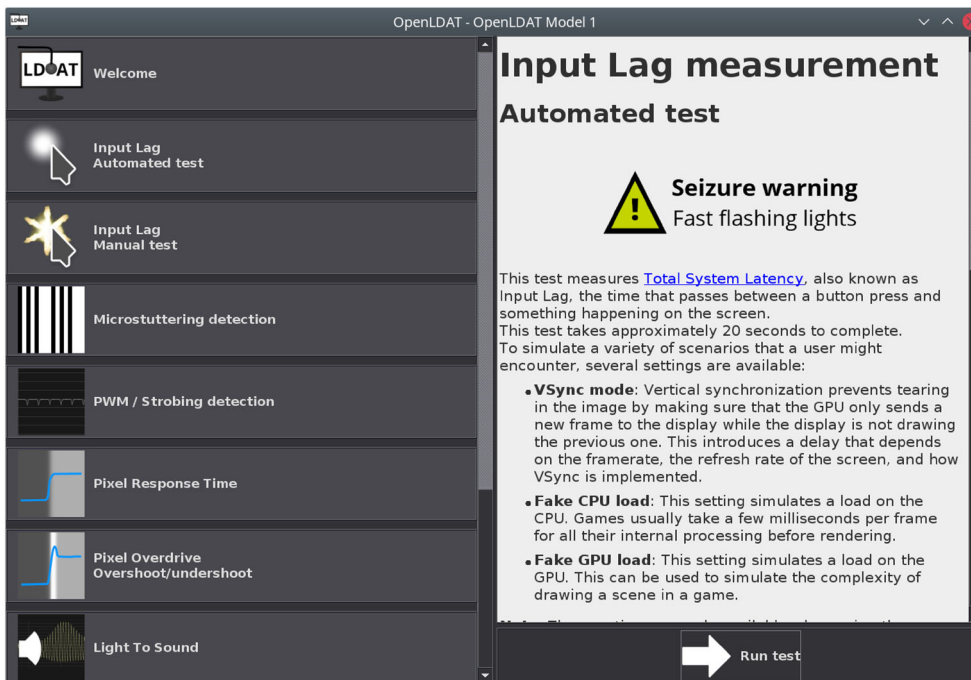 OpenLDAT - OpenLDAT Model 1
LDAT
Welcome
Input Lag
Automated test
Input Lag
Manual test
Microstuttering detection
PWM / Strobing detection
Pixel Response Time
Pixel Overdrive
Overshoot/undershoot
Light To Sound
Input Lag measurement
Automated test
Seizure warning
Fast flashing lights
This test measures Total System Latency, also known as
Input Lag, the time that passes between a button press and
something happening on the screen.
This test takes approximately 20 seconds to complete.
To simulate a variety of scenarios that a user might
encounter, several settings are available:
• VSync mode: Vertical synchronization prevents tearing
in the image by making sure that the GPU only sends a
new frame to the display while the display is not drawing
the previous one. This introduces a delay that depends
on the framerate, the refresh rate of the screen, and how
VSync is implemented.
• Fake CPU load: This setting simulates a load on the
CPU. Games usually take a few milliseconds per frame
for all their internal processing before rendering.
• Fake GPU load: This setting simulates a load on the
GPU. This can be used to simulate the complexity of
drawing a scene in a game.
Run test